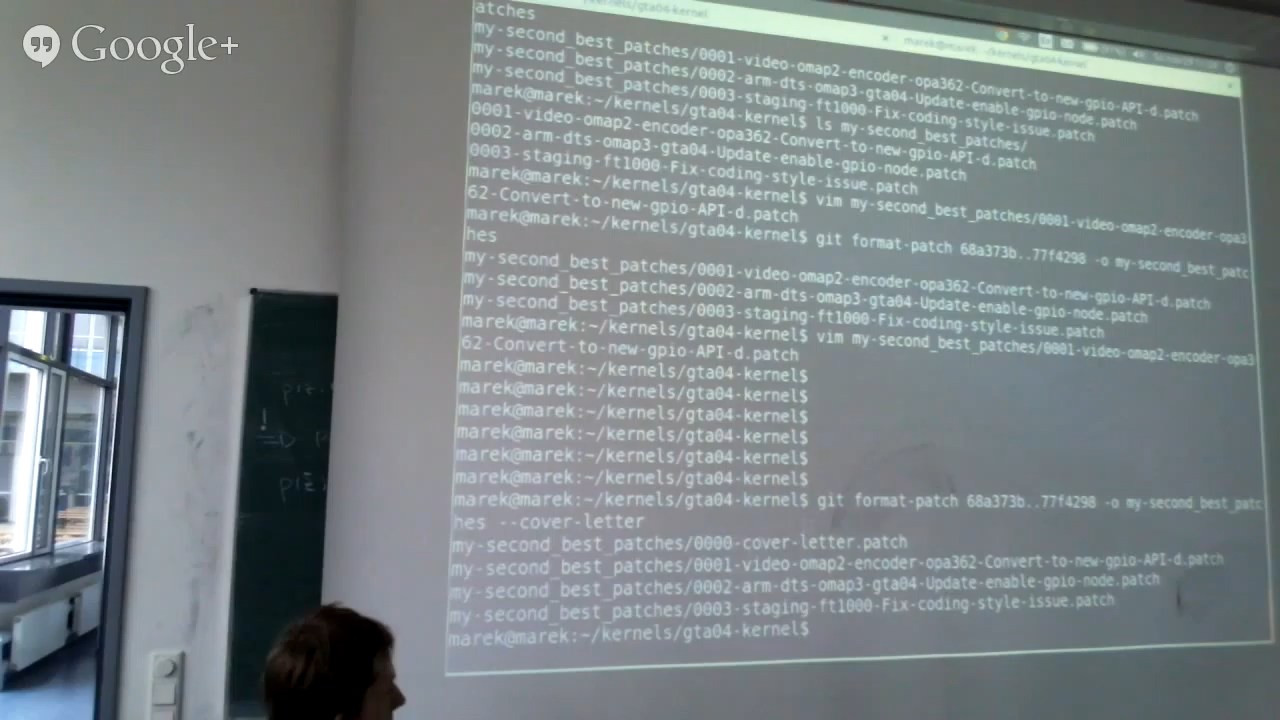 Google+
/kernels/gta04-kernel
marek@marek: ~/kernels/gta04-kernel
atches
my-second_best_patches/0001-video-omap2-encoder-opa362-Convert-to-new-gpio-API-d.patch
my-second_best_patches/0002-arm-dts-omap3-gta04-Update-enable-gpio-node.patch
my-second_best_patches/0003-staging-ft1000-Fix-coding-style-issue.patch
marek@marek:~/kernels/gta04-kernel$ ls my-second_best_patches/
0001-video-omap2-encoder-opa362-Convert-to-new-gpio-API-d.patch
0002-arm-dts-omap3-gta04-Update-enable-gpio-node.patch
0003-staging-ft1000-Fix-coding-style-issue.patch
marek@marek:~/kernels/gta04-kernel$ vim my-second_best_patches/0001-video-omap2-encoder-opa3
62-Convert-to-new-gpio-API-d.patch
marek@marek:~/kernels/gta04-kernel$ git format-patch 68a373b..77f4298 -o my-second_best_patc
hes
my-second_best_patches/0001-video-omap2-encoder-opa362-Convert-to-new-gpio-API-d.patch
my-second_best_patches/0002-arm-dts-omap3-gta04-Update-enable-gpio-node.patch
my-second_best_patches/0003-staging-ft1000-Fix-coding-style-issue.patch
marek@marek:~/kernels/gta04-kernel$ vim my-second_best_patches/0001-video-omap2-encoder-opa3
62-Convert-to-new-gpio-API-d.patch
marek@marek:~/kernels/gta04-kernel$
marek@marek:~/kernels/gta04-kernel$
marek@marek:~/kernels/gta04-kernel$
marek@marek:~/kernels/gta04-kernel$
marek@marek:~/kernels/gta04-kernel$
marek@marek:~/kernels/gta04-kernel$
marek@marek:~/kernels/gta04-kernel$ git format-patch 68a373b..77f4298 -o my-second_best_patc
hes --cover-letter
my-second_best_patches/0000-cover-letter.patch
my-second_best_patches/0001-video-omap2-encoder-opa362-Convert-to-new-gpio-API-d.patch
my-second_best_patches/0002-arm-dts-omap3-gta04-Update-enable-gpio-node.patch
my-second_best_patches/0003-staging-ft1000-Fix-coding-style-issue.patch
marek@marek:~/kernels/gta04-kernel$